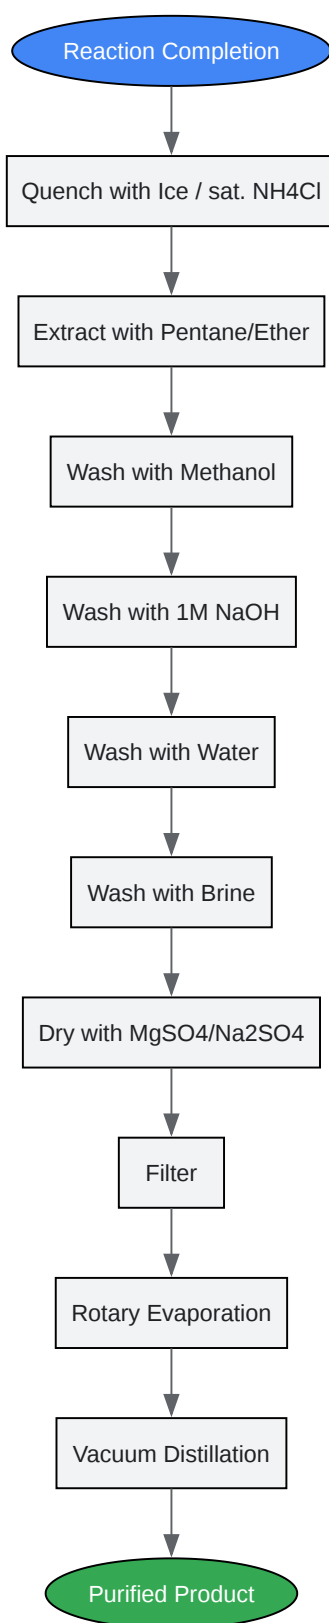 Reaction Completion
Quench with Ice / sat. NH4Cl
Extract with Pentane/Ether
Wash with Methanol
Wash with 1M NaOH
Wash with Water
Wash with Brine
Dry with MgSO4/Na2SO4
Filter
Rotary Evaporation
Vacuum Distillation
Purified Product